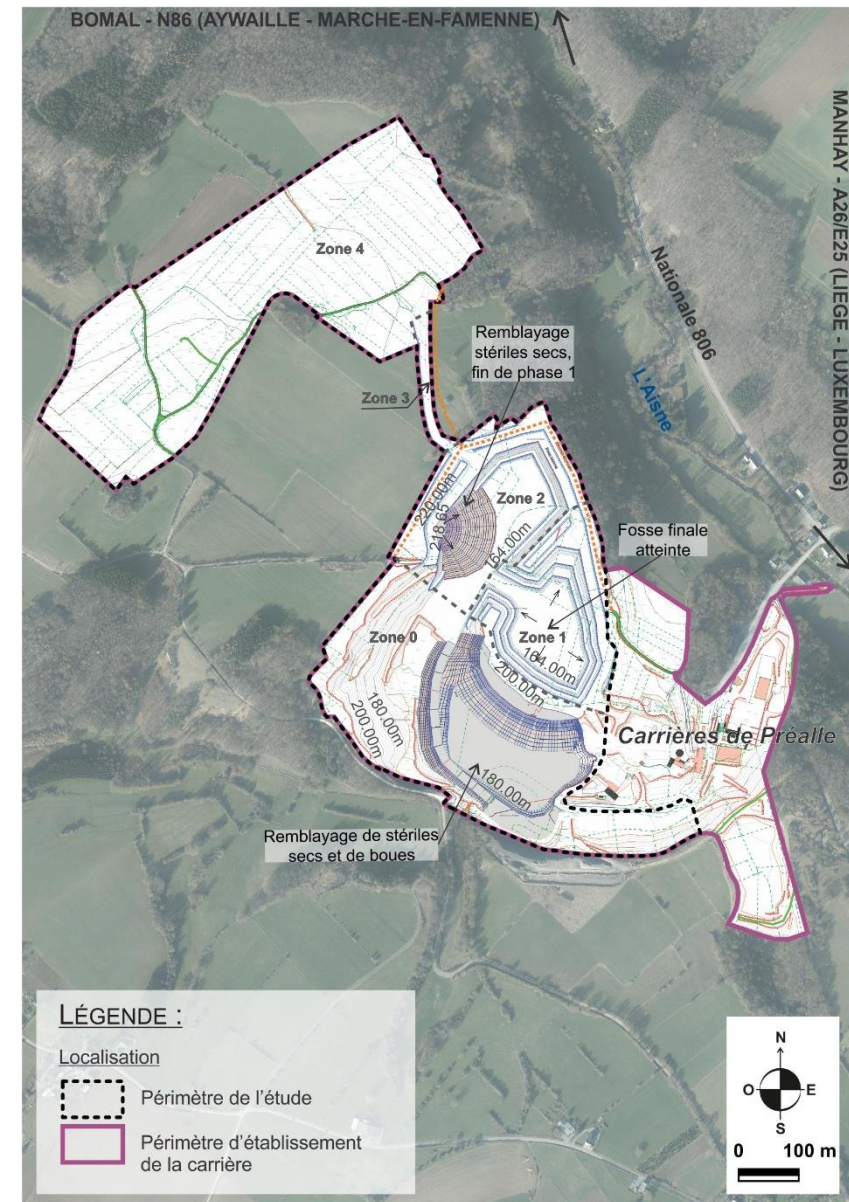 BOMAL - N86 (AYWAILLE - MARCHE-EN-FAMENNE)
MANHAY - A26/E25 (LIEGE - LUXEMBOURG)
Nationale 806
L'Aisne
Zone 4
Remblayage
stériles secs,
fin de phase 1
Zone 3
220.00m
218.65
Zone 2
164.00m
Fosse finale
atteinte
Zone 0
Zone 1
164.00m
200.00m
180.00m
200.00m
Carrières de Préalle
180.00m
Remblayage de stériles
secs et de boues
LÉGENDE :
Localisation
Périmètre de l'étude
Périmètre d'établissement
de la carrière
N
O E
S
0 100 m